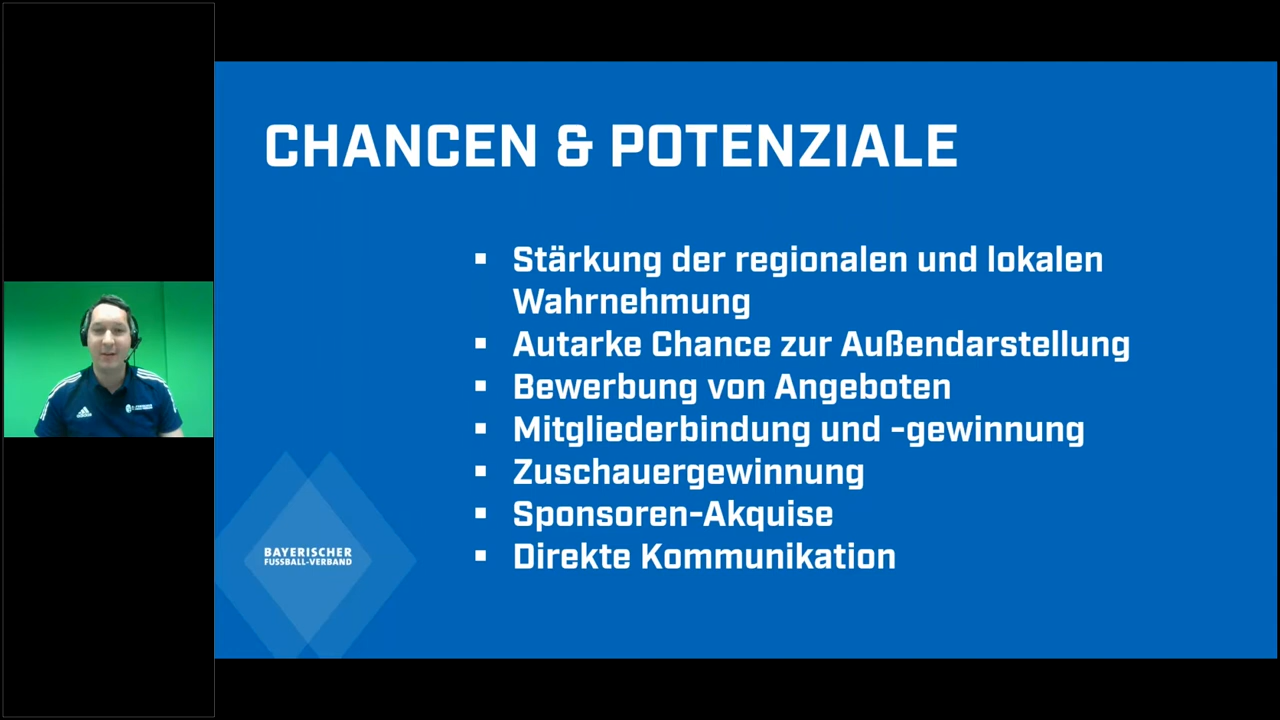 CHANCEN & POTENZIALE
▪ Stärkung der regionalen und lokalen
Wahrnehmung
▪ Autarke Chance zur Außendarstellung
▪ Bewerbung von Angeboten
▪ Mitgliederbindung und -gewinnung
▪ Zuschauergewinnung
▪ Sponsoren-Akquise
▪ Direkte Kommunikation
BAYERISCHER
FUSSBALL-VERBAND
adidas